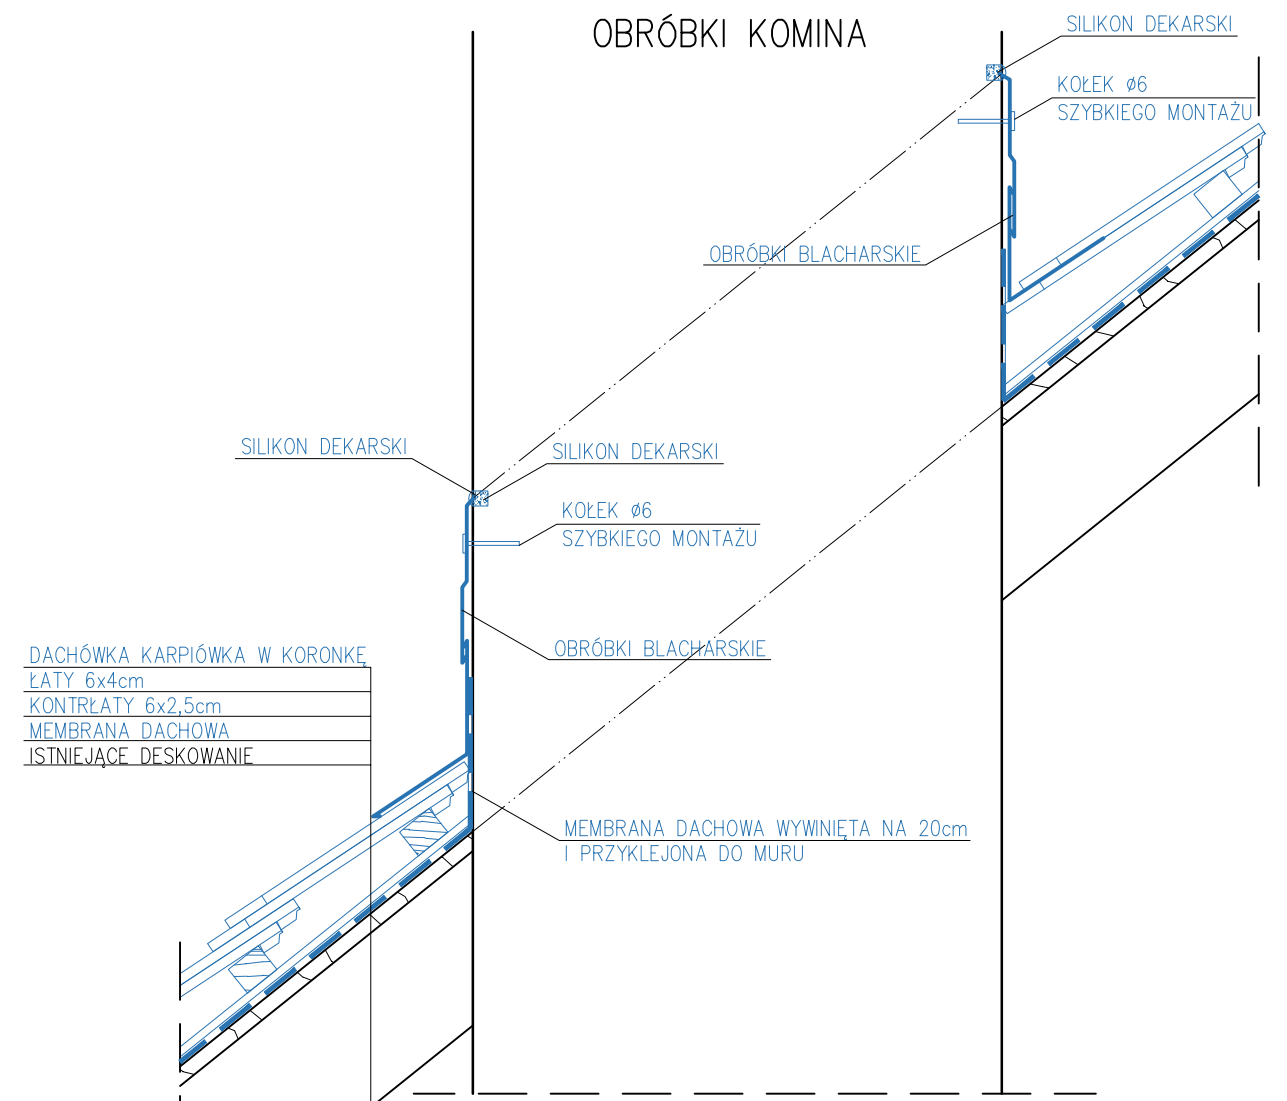 OBRÓBKI KOMINA
SILIKON DEKARSKI
KOŁEK ø6
SZYBKIEGO MONTAŻU
OBRÓBKI BLACHARSKIE
SILIKON DEKARSKI
SILIKON DEKARSKI
KOŁEK ø6
SZYBKIEGO MONTAŻU
OBRÓBKI BLACHARSKIE
DACHÓWKA KARPIÓWKA W KORONKĘ
ŁATY 6x4cm
KONTRŁATY 6x2,5cm
MEMBRANA DACHOWA
ISTNIEJĄCE DESKOWANIE
MEMBRANA DACHOWA WYWINIĘTA NA 20cm
I PRZYKLEJONA DO MURU